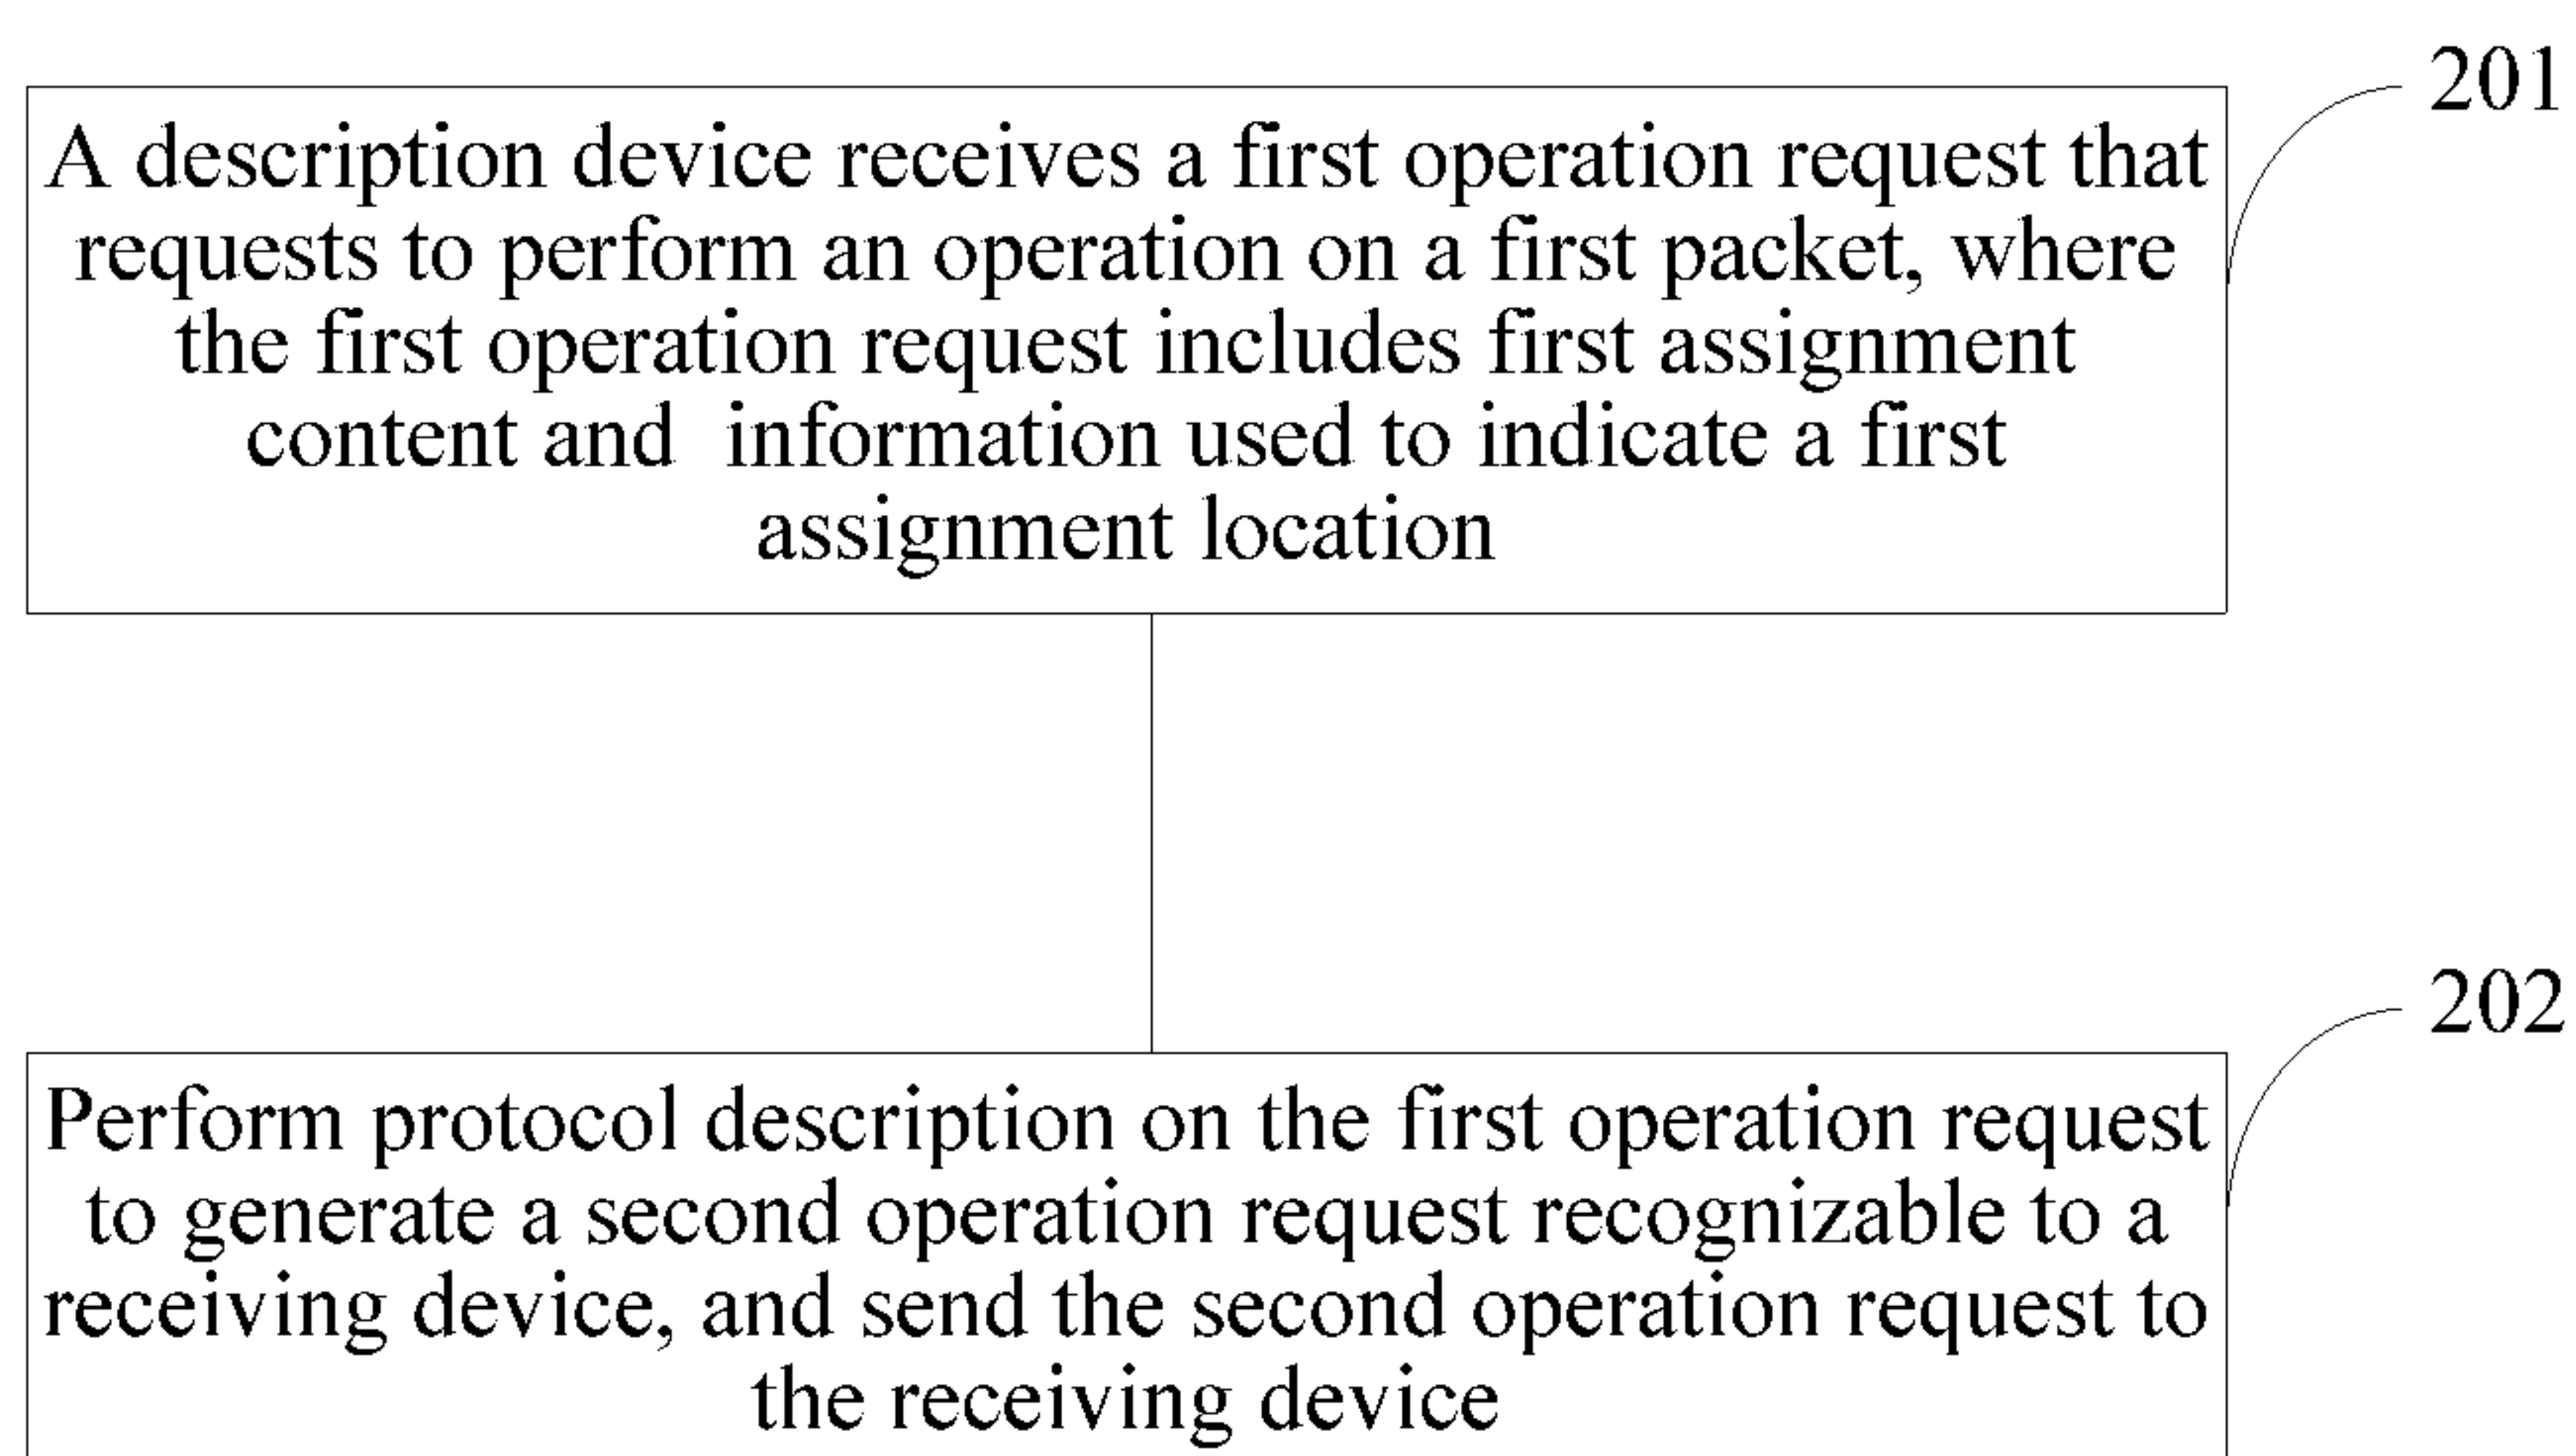 201
A description device receives a first operation request that
requests to perform an operation on a first packet, where
the first operation request includes first assignment
content and  information used to indicate a first
assignment location
202
Perform protocol description on the first operation request
to generate a second operation request recognizable to a
receiving device, and send the second operation request to
the receiving device